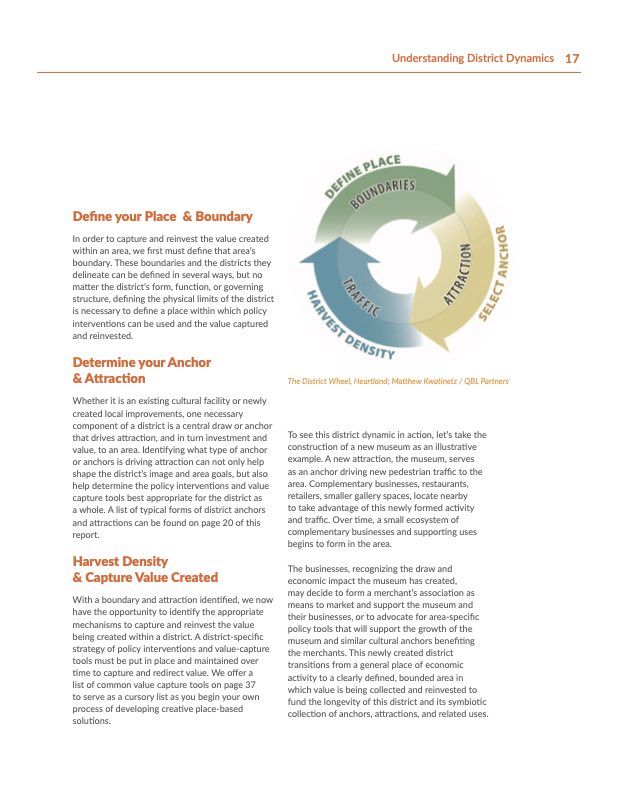 Understanding District Dynamics 17
Define your Place & Boundary
In order to capture and reinvest the value created
within an area, we first must define that area's
boundary. These boundaries and the districts they
delineate can be defined in several ways, but no
matter the district's form, function, or governing
structure, defining the physical limits of the district
is necessary to define a place within which policy
interventions can be used and the value captured
and reinvested.
Determine your Anchor
& Attraction
Whether it is an existing cultural facility or newly
created local improvements, one necessary
component of a district is a central draw or anchor
that drives attraction, and in turn investment and
value, to an area. Identifying what type of anchor
or anchors is driving attraction can not only help
shape the district's image and area goals, but also
help determine the policy interventions and value
capture tools best appropriate for the district as
a whole. A list of typical forms of district anchors
and attractions can be found on page 20 of this
report.
Harvest Density
& Capture Value Created
With a boundary and attraction identified, we now
have the opportunity to identify the appropriate
mechanisms to capture and reinvest the value
being created within a district. A district-specific
strategy of policy interventions and value-capture
tools must be put in place and maintained over
time to capture and redirect value. We offer a
list of common value capture tools on page 37
to serve as a cursory list as you begin your own
process of developing creative place-based
solutions.
DEFINE PLACE
BOUNDARIES
ATTRACTION
SELECT ANCHOR
TRAFFIC
HARVEST DENSITY
The District Wheel, Heartland; Matthew Kwatinetz / QBL Partners
To see this district dynamic in action, let's take the
construction of a new museum as an illustrative
example. A new attraction, the museum, serves
as an anchor driving new pedestrian traffic to the
area. Complementary businesses, restaurants,
retailers, smaller gallery spaces, locate nearby
to take advantage of this newly formed activity
and traffic. Over time, a small ecosystem of
complementary businesses and supporting uses
begins to form in the area.
The businesses, recognizing the draw and
economic impact the museum has created,
may decide to form a merchant's association as
means to market and support the museum and
their businesses, or to advocate for area-specific
policy tools that will support the growth of the
museum and similar cultural anchors benefiting
the merchants. This newly created district
transitions from a general place of economic
activity to a clearly defined, bounded area in
which value is being collected and reinvested to
fund the longevity of this district and its symbiotic
collection of anchors, attractions, and related uses.